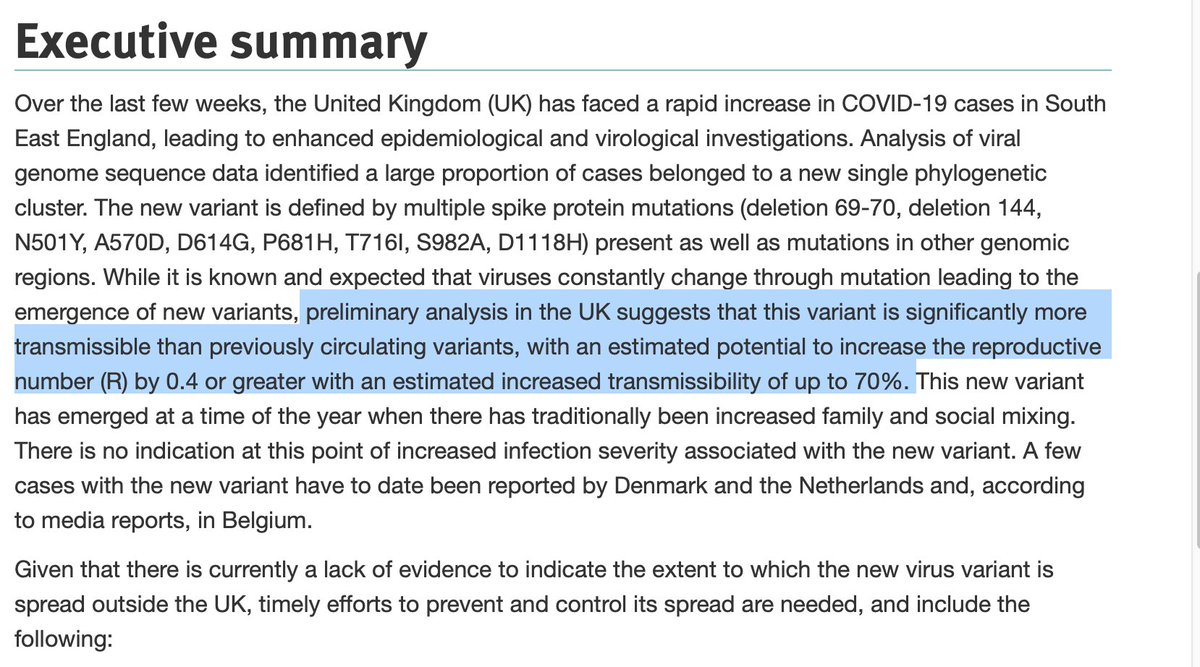 Executive summary
Over the last few weeks, the United Kingdom (UK) has faced a rapid increase in COVID-19 cases in South
East England, leading to enhanced epidemiological and virological investigations. Analysis of viral
genome sequence data identified a large proportion of cases belonged to a new single phylogenetic
cluster. The new variant is defined by multiple spike protein mutations (deletion 69-70, deletion 144,
N501Y, A570D, D614G, P681H, T716I, S982A, D1118H) present as well as mutations in other genomic
regions. While it is known and expected that viruses constantly change through mutation leading to the
emergence of new variants, preliminary analysis in the UK suggests that this variant is significantly more
transmissible than previously circulating variants, with an estimated potential to increase the reproductive
number (R) by 0.4 or greater with an estimated increased transmissibility of up to 70%. This new variant
has emerged at a time of the year when there has traditionally been increased family and social mixing.
There is no indication at this point of increased infection severity associated with the new variant. A few
cases with the new variant have to date been reported by Denmark and the Netherlands and, according
to media reports, in Belgium.
Given that there is currently a lack of evidence to indicate the extent to which the new virus variant is
spread outside the UK, timely efforts to prevent and control its spread are needed, and include the
following: